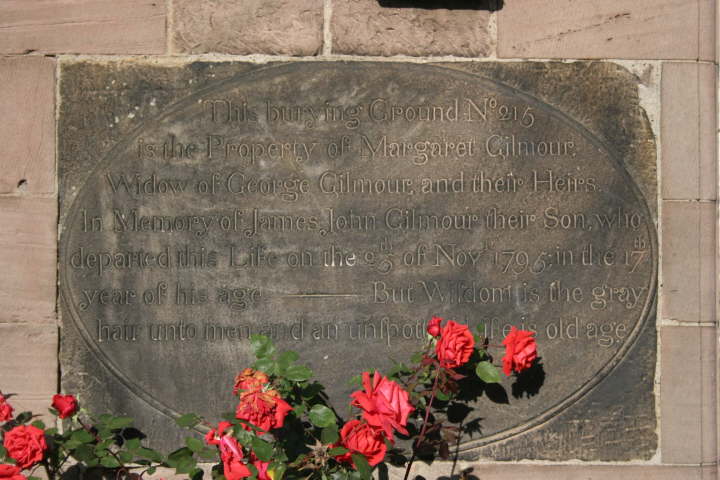 This burying Ground Nº 215
is the Property of Margaret Gilmour.
Widow of George Gilmour, and their Heirs.
In Memory of James John Gilmour their Son, who
departed this Life on the 25th of Novr. 1795, in the 17th
year of his age ——— But Wiſdom is the gray
hair unto men and an unſpotted life is old age